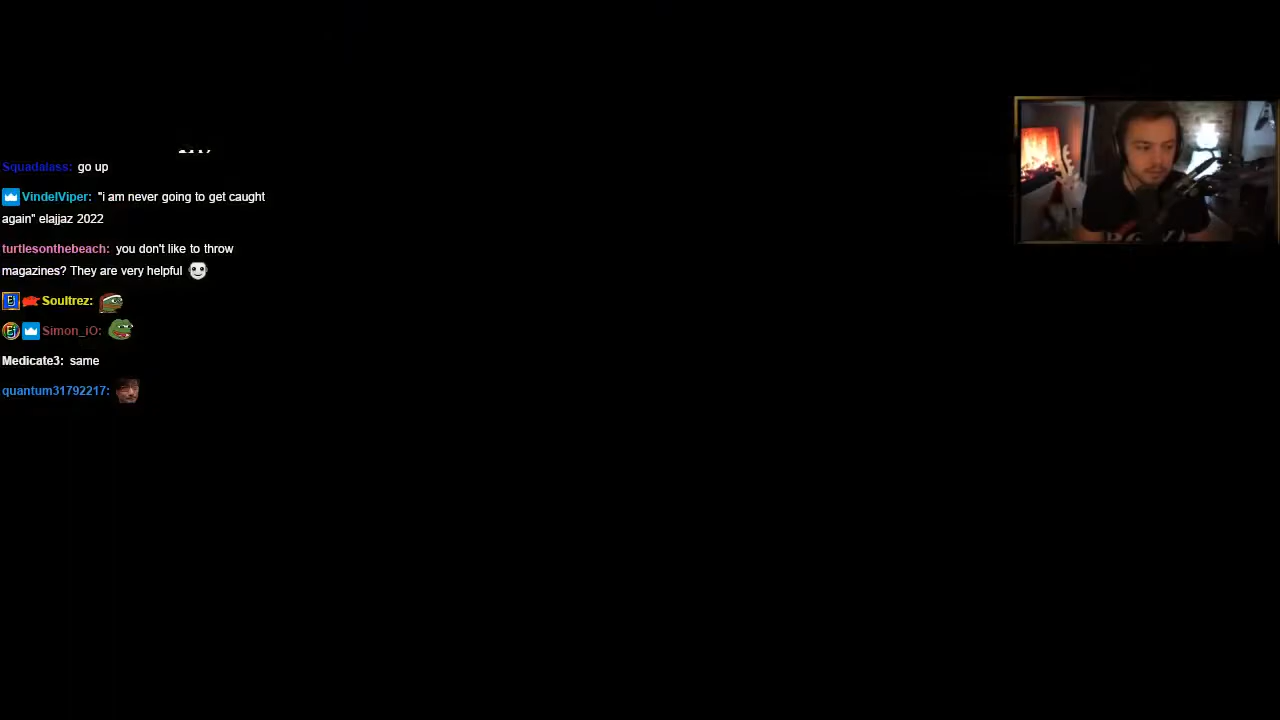 Squadalass: go up
VindelViper: "i am never going to get caught
again" elajjaz 2022
turtlesonthebeach: you don't like to throw
magazines? They are very helpful
Soultrez:
Simon_iO:
Medicate3: same
quantum31792217: